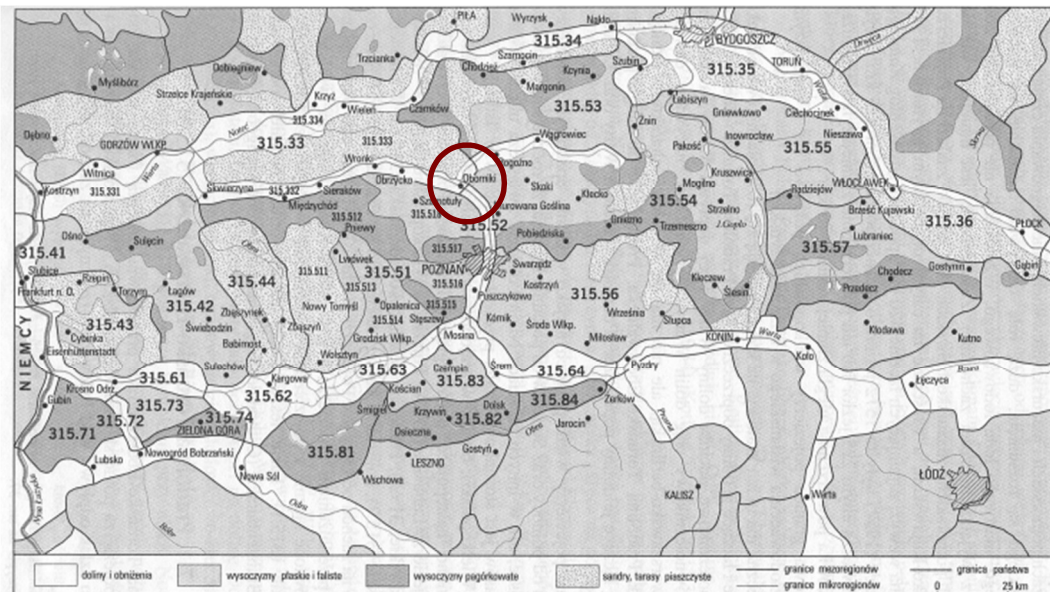 PIŁA
Wyrzysk
Nakło
315.34
BYDGOSZCZ
Drwęca
Trzcianka
Szamocin
Szubin
315.35
TORUŃ
Dobiegniew
Chodzież
Kcynia
Myślibórz
Margonin
Strzelce Krajeńskie
Krzyż
Wieleń
Czarnków
315.53
Łabiszyn
Gniewkowo
Ciechocinek
315.334
Żnin
Nieszawa
Dębno
Noteć
315.33
315.333
Wągrowiec
Inowrocław
GORZÓW WLKP.
Wronki
Rogoźno
Pakość
315.55
Witnica
Warta
Obrzycko
Oborniki
Skoki
Kruszwica
WŁOCŁAWEK
Kostrzyn
315.331
Skwierzyna
315.332
Sieraków
Kłecko
Mogilno
Radziejów
Międzychód
Szamotuły
Murowana Goślina
315.54
Strzelno
Brześć Kujawski
315.36
315.512
Pniewy
315.52
Gniezno
Trzemeszno
J.Gopło
Lubraniec
PŁOCK
Ośno
Sulęcin
Obra
Pobiedziska
315.57
315.41
315.517
Lwówek
315.51
POZNAŃ
Swarzędz
Gostynin
Słubice
Rzepin
315.44
315.511
315.513
315.516
Kostrzyn
Kleczew
Ślesin
Chodecz
Gąbin
Frankfurt n. O.
Torzym
Łagów
315.42
Nowy Tomyśl
Opalenica
315.515
Puszczykowo
315.56
Przedecz
Zbąszynek
Września
315.43
Świebodzin
Zbąszyń
315.514
Stęszew
Kórnik
Środa Wlkp.
Słupca
Kłodawa
Cybinka
Babimost
Grodzisk Wlkp.
Mosina
Miłosław
KONIN
Warta
Kutno
NIEMCY
Eisenhüttenstadt
Wolsztyn
Koło
Sulechów
315.63
Czempin
Śrem
315.64
Pyzdry
Bzura
Krosno Odrz.
315.61
Kargowa
315.62
Kościan
315.83
Łęczyca
Gubin
315.73
Śmigiel
Krzywin
Dolsk
315.84
Żerków
315.72
315.74
315.82
Jarocin
Prosna
315.71
ZIELONA GÓRA
Osieczna
Obra
315.81
Gostyń
Lubsko
Nowogród Bobrzański
LESZNO
Nowa Sól
Wschowa
ŁÓDŹ
Nysa Łużycka
Odra
KALISZ
Warta
Bóbr
doliny i obniżenia
wysoczyzny płaskie i faliste
wysoczyzny pagórkowate
sandry, tarasy piaszczyste
granice mezoregionów
granice mikroregionów
granica państwa
0 25 km